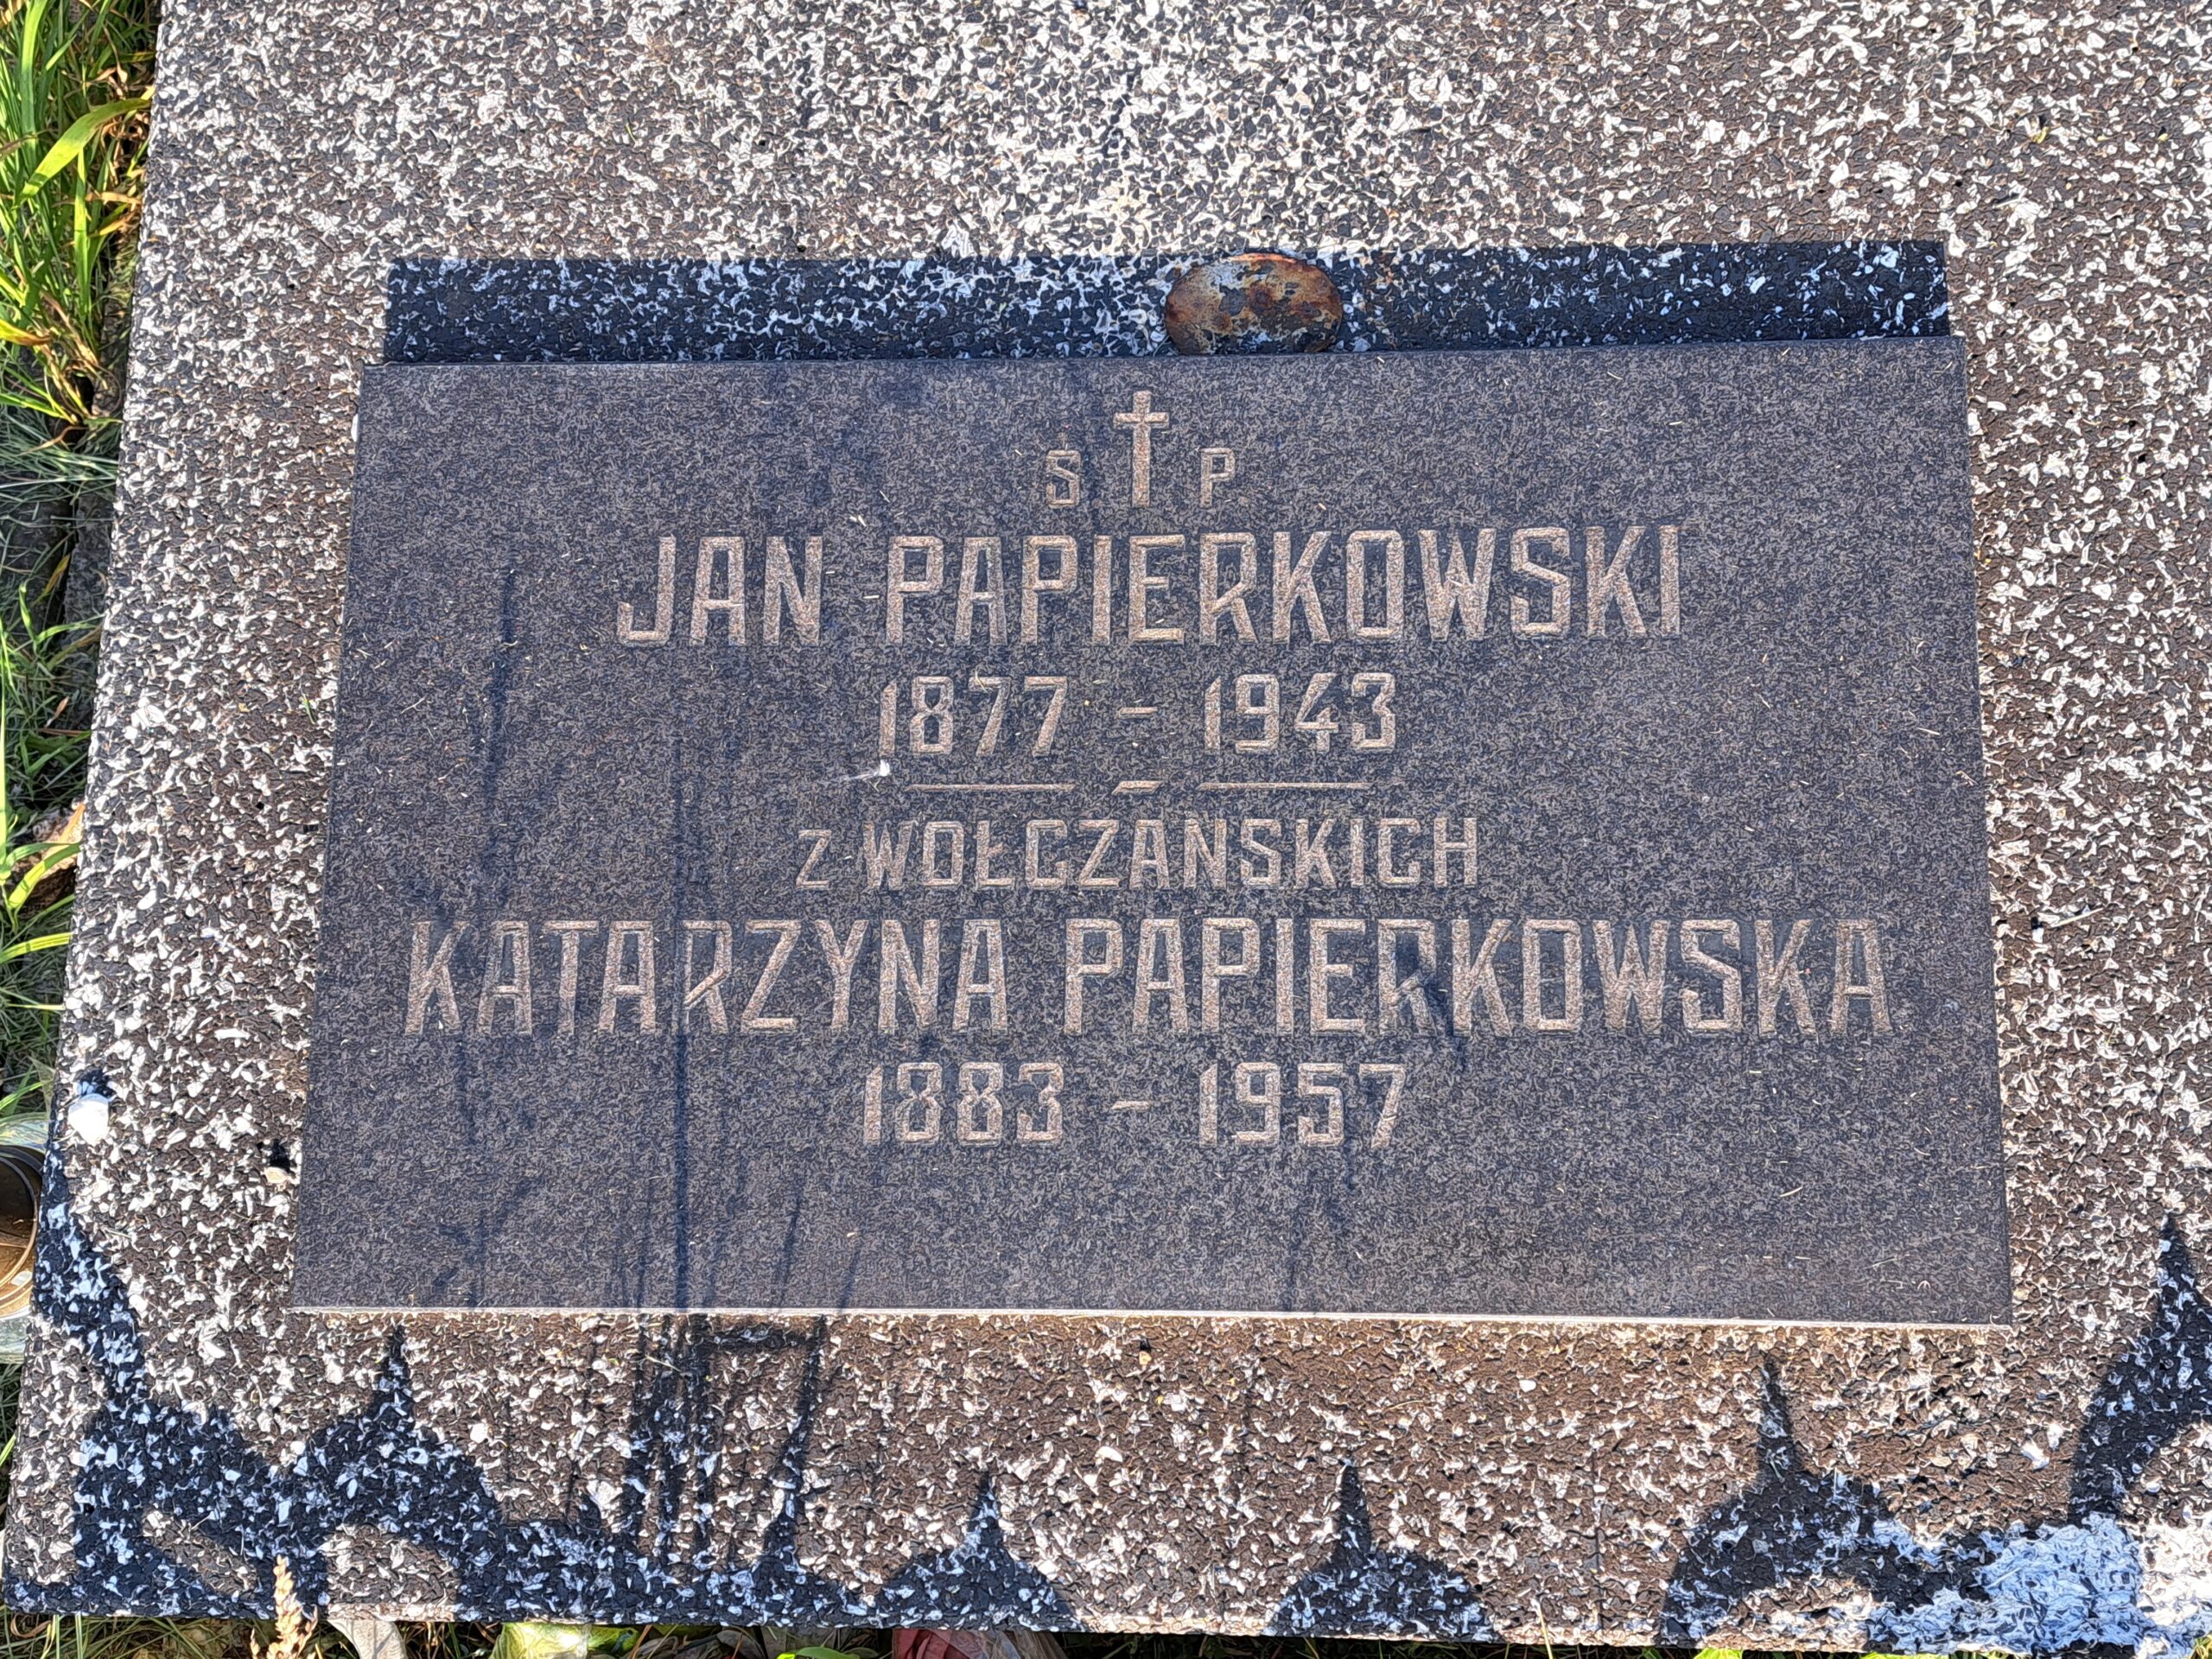 Ś † P
JAN PAPIERKOWSKI
1877 - 1943
Z WOŁCZAŃSKICH
KATARZYNA PAPIERKOWSKA
1883 - 1957